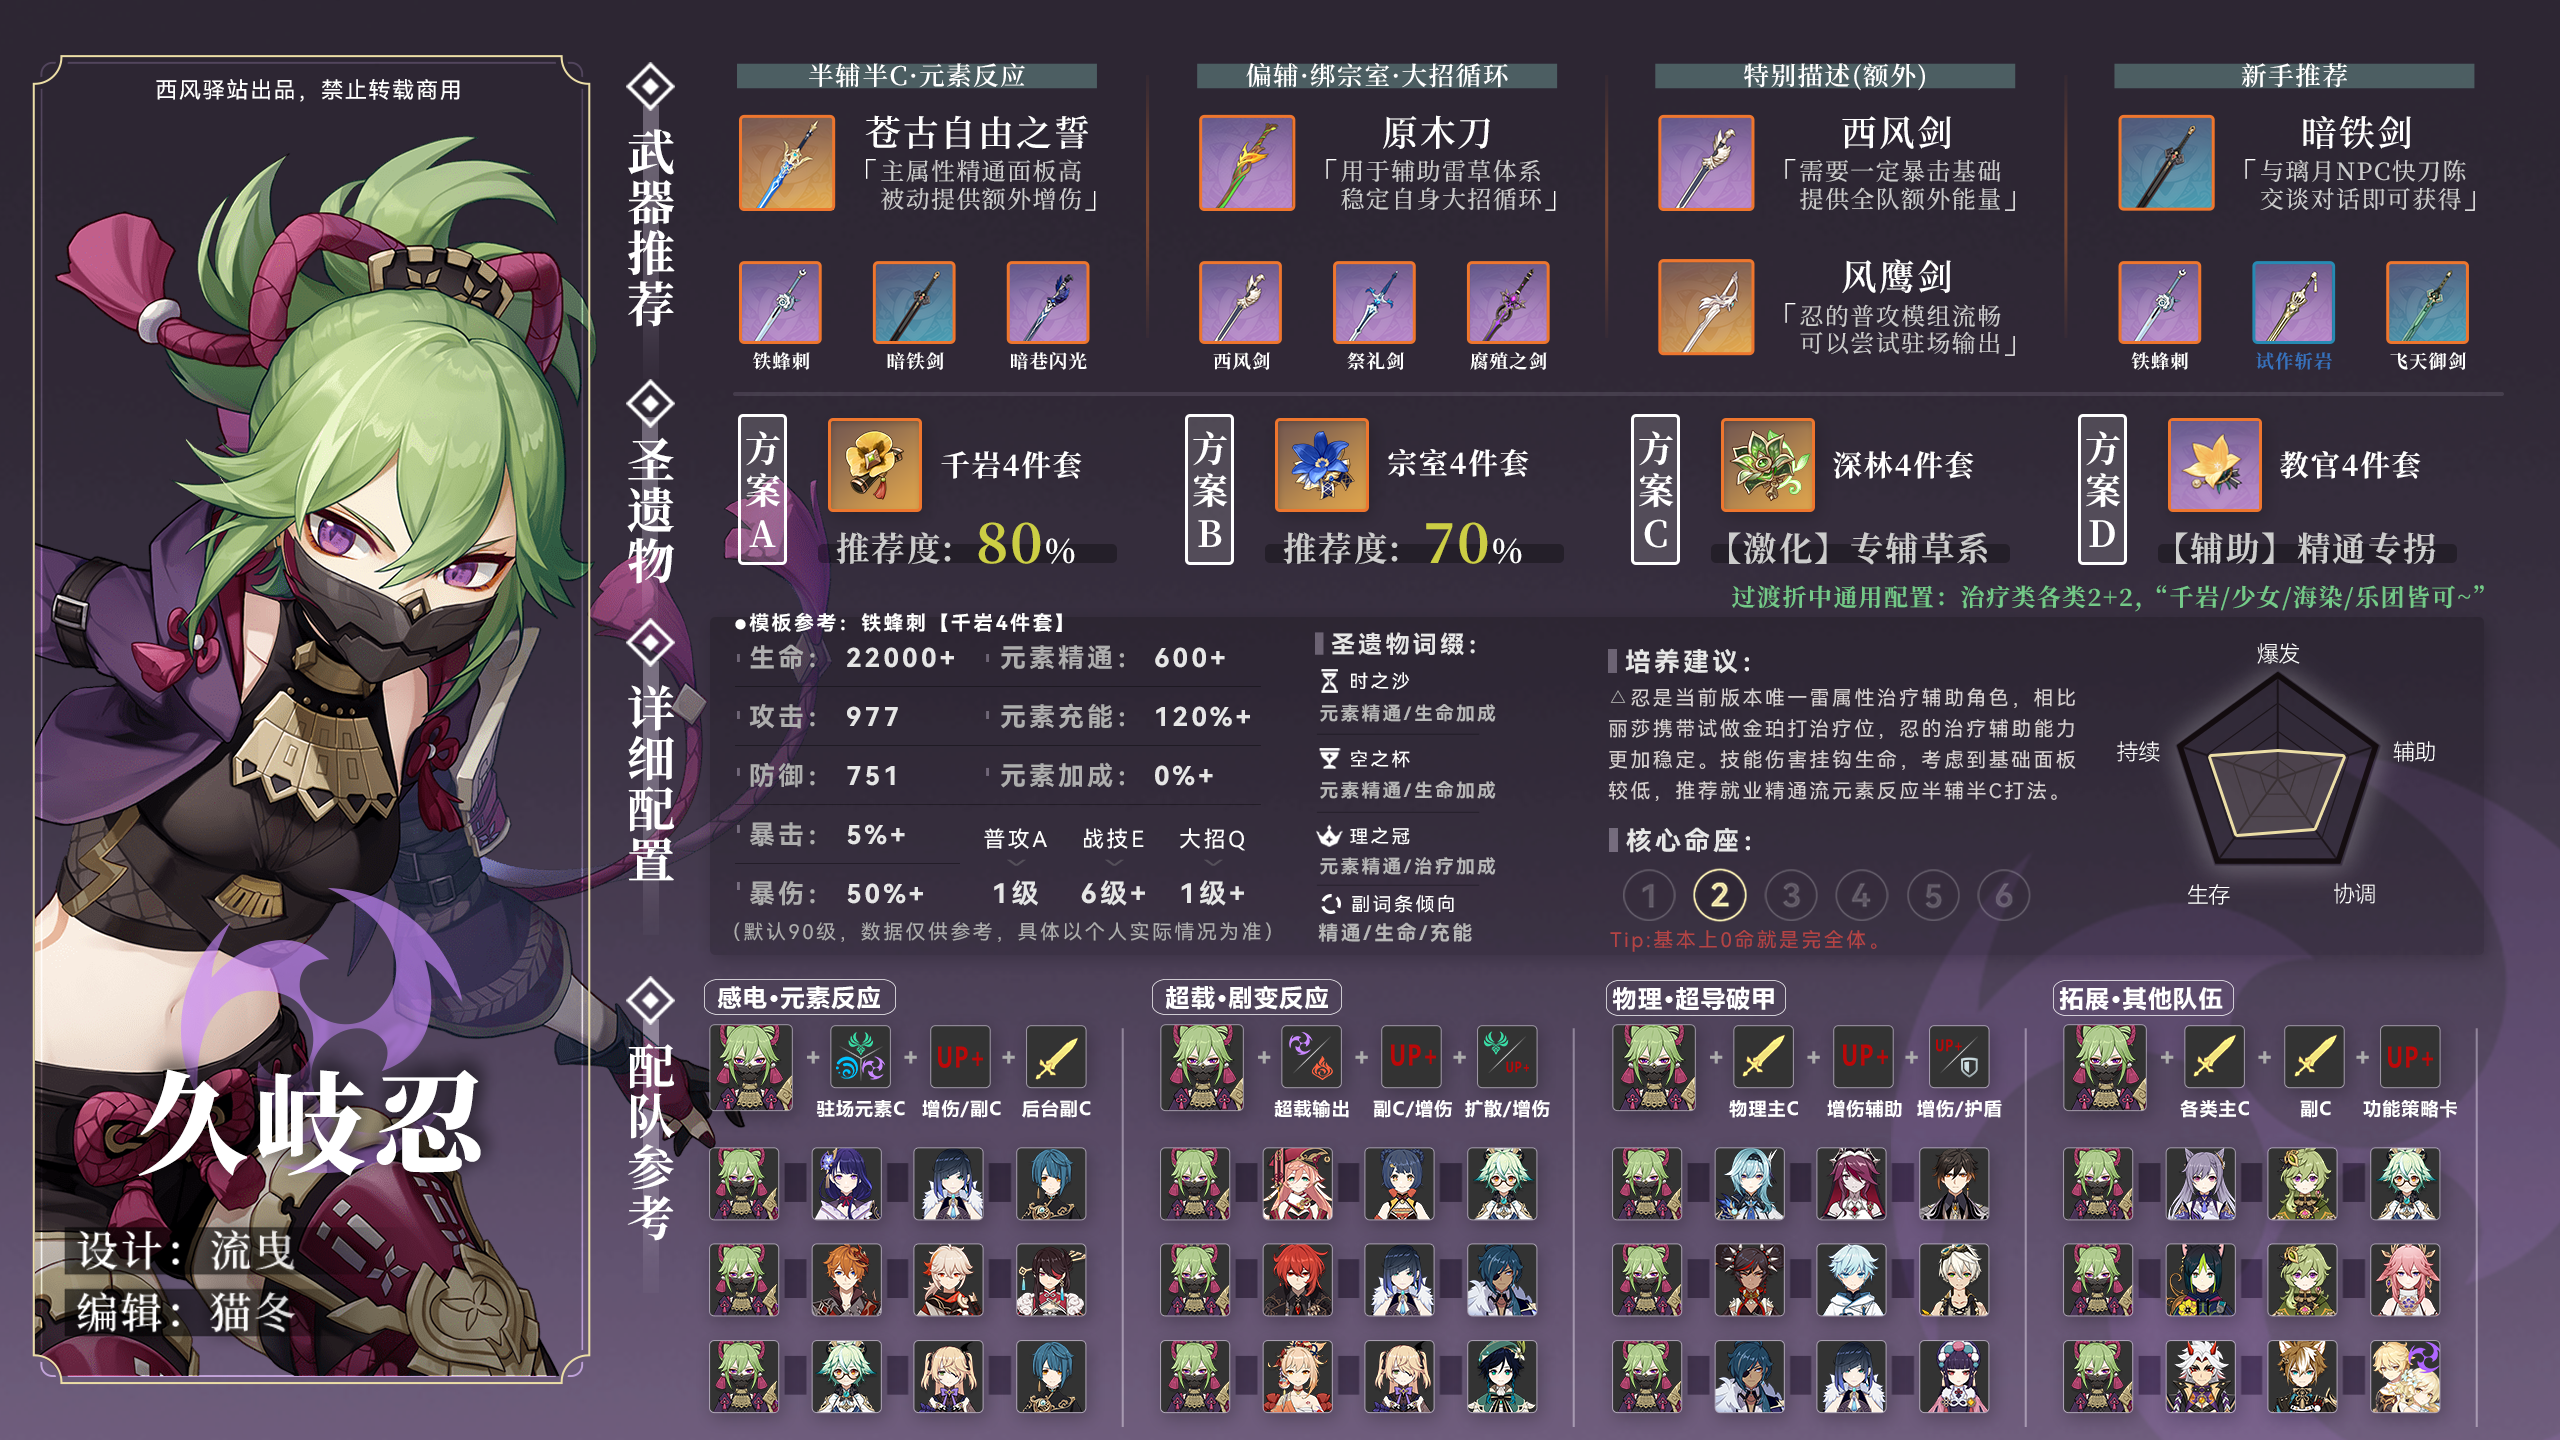 西风驿站出品，禁止转载商用
久岐忍
设计：流曳
编辑：猫冬
武器推荐
半辅半C·元素反应
苍古自由之誓
「主属性精通面板高
被动提供额外增伤」
铁蜂刺 暗铁剑 暗巷闪光
偏辅·绑宗室·大招循环
原木刀
「用于辅助雷草体系
稳定自身大招循环」
西风剑 祭礼剑 腐殖之剑
特别描述(额外)
西风剑
「需要一定暴击基础
提供全队额外能量」
风鹰剑
「忍的普攻模组流畅
可以尝试驻场输出」
新手推荐
暗铁剑
「与璃月NPC快刀陈
交谈对话即可获得」
铁蜂刺 试作斩岩 飞天御剑
圣遗物
方案A
千岩4件套
推荐度：80%
方案B
宗室4件套
推荐度：70%
方案C
深林4件套
【激化】专辅草系
方案D
教官4件套
【辅助】精通专拐
过渡折中通用配置：治疗类各类2+2，“千岩/少女/海染/乐团皆可~”
详细配置
●模板参考：铁蜂刺【千岩4件套】
生命：22000+ 元素精通：600+
攻击：977 元素充能：120%+
防御：751 元素加成：0%+
暴击：5%+ 普攻A 战技E 大招Q
暴伤：50%+ 1级 6级+ 1级+
(默认90级，数据仅供参考，具体以个人实际情况为准)
圣遗物词缀：
时之沙
元素精通/生命加成
空之杯
元素精通/生命加成
理之冠
元素精通/治疗加成
副词条倾向
精通/生命/充能
培养建议：
△忍是当前版本唯一雷属性治疗辅助角色，相比
丽莎携带试做金珀打治疗位，忍的治疗辅助能力
更加稳定。技能伤害挂钩生命，考虑到基础面板
较低，推荐就业精通流元素反应半辅半C打法。
核心命座：
1 2 3 4 5 6
Tip:基本上0命就是完全体。
爆发
持续 辅助
生存 协调
配队参考
感电·元素反应
+ + UP+ +
驻场元素C 增伤/副C 后台副C
超载·剧变反应
+ + UP+ + UP+
超载输出 副C/增伤 扩散/增伤
物理·超导破甲
+ + UP+ + UP+
物理主C 增伤辅助 增伤/护盾
拓展·其他队伍
+ + + UP+
各类主C 副C 功能策略卡